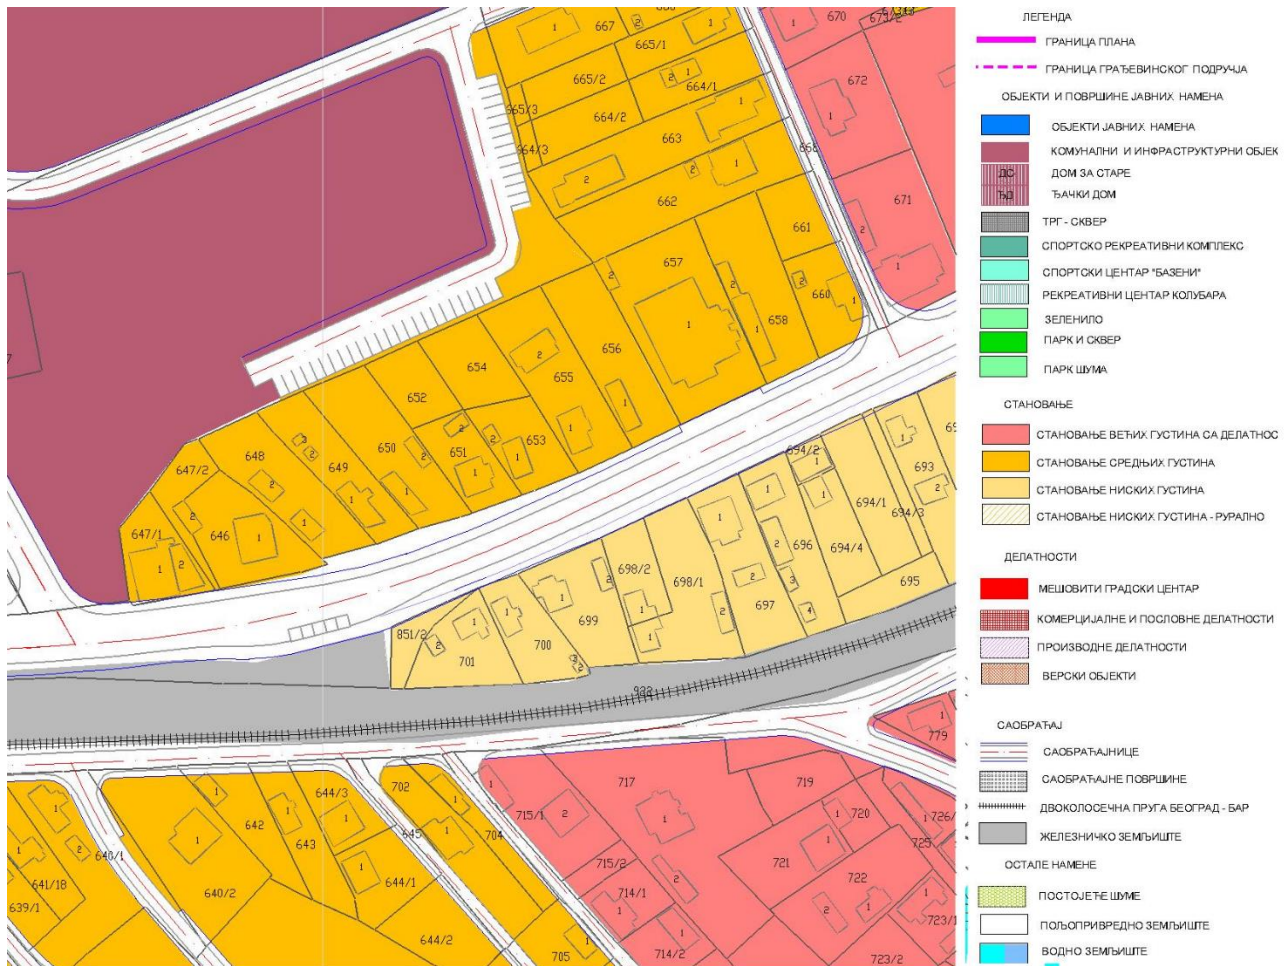 667
670
673/2
665/1
672
665/2
664/1
665/3
664/2
663
664/3
668
662
671
661
657
660
658
656
654
655
652
653
650
651
648
649
647/2
647/1
646
694/2
693
694/1
694/3
694/4
696
695
698/2
698/1
697
699
700
851/2
701
922
779
717
719
702
644/3
720
715/1
642
704
645
643
725
640/1
721
715/2
722
641/18
640/2
644/1
714/1
639/1
644/2
705
714/2
723/2
ЛЕГЕНДА
ГРАНИЦА ПЛАНА
ГРАНИЦА ГРАЂЕВИНСКОГ ПОДРУЧЈА
ОБЈЕКТИ И ПОВРШИНЕ ЈАВНИХ НАМЕНА
ОБЈЕКТИ ЈАВНИХ НАМЕНА
КОМУНАЛНИ И ИНФРАСТРУКТУРНИ ОБЈЕК
ДС ДОМ ЗА СТАРЕ
ЂД ЂАЧКИ ДОМ
ТРГ - СКВЕР
СПОРТСКО РЕКРЕАТИВНИ КОМПЛЕКС
СПОРТСКИ ЦЕНТАР "БАЗЕНИ"
РЕКРЕАТИВНИ ЦЕНТАР КОЛУБАРА
ЗЕЛЕНИЛО
ПАРК И СКВЕР
ПАРК ШУМА
СТАНОВАЊЕ
СТАНОВАЊЕ ВЕЋИХ ГУСТИНА СА ДЕЛАТНОС
СТАНОВАЊЕ СРЕДЊИХ ГУСТИНА
СТАНОВАЊЕ НИСКИХ ГУСТИНА
СТАНОВАЊЕ НИСКИХ ГУСТИНА - РУРАЛНО
ДЕЛАТНОСТИ
МЕШОВИТИ ГРАДСКИ ЦЕНТАР
КОМЕРЦИЈАЛНЕ И ПОСЛОВНЕ ДЕЛАТНОСТИ
ПРОИЗВОДНЕ ДЕЛАТНОСТИ
ВЕРСКИ ОБЈЕКТИ
САОБРАЋАЈ
САОБРАЋАЈНИЦЕ
САОБРАЋАЈНЕ ПОВРШИНЕ
ДВОКОЛОСЕЧНА ПРУГА БЕОГРАД - БАР
ЖЕЛЕЗНИЧКО ЗЕМЉИШТЕ
ОСТАЛЕ НАМЕНЕ
ПОСТОЈЕЋЕ ШУМЕ
ПОЉОПРИВРЕДНО ЗЕМЉИШТЕ
ВОДНО ЗЕМЉИШТЕ